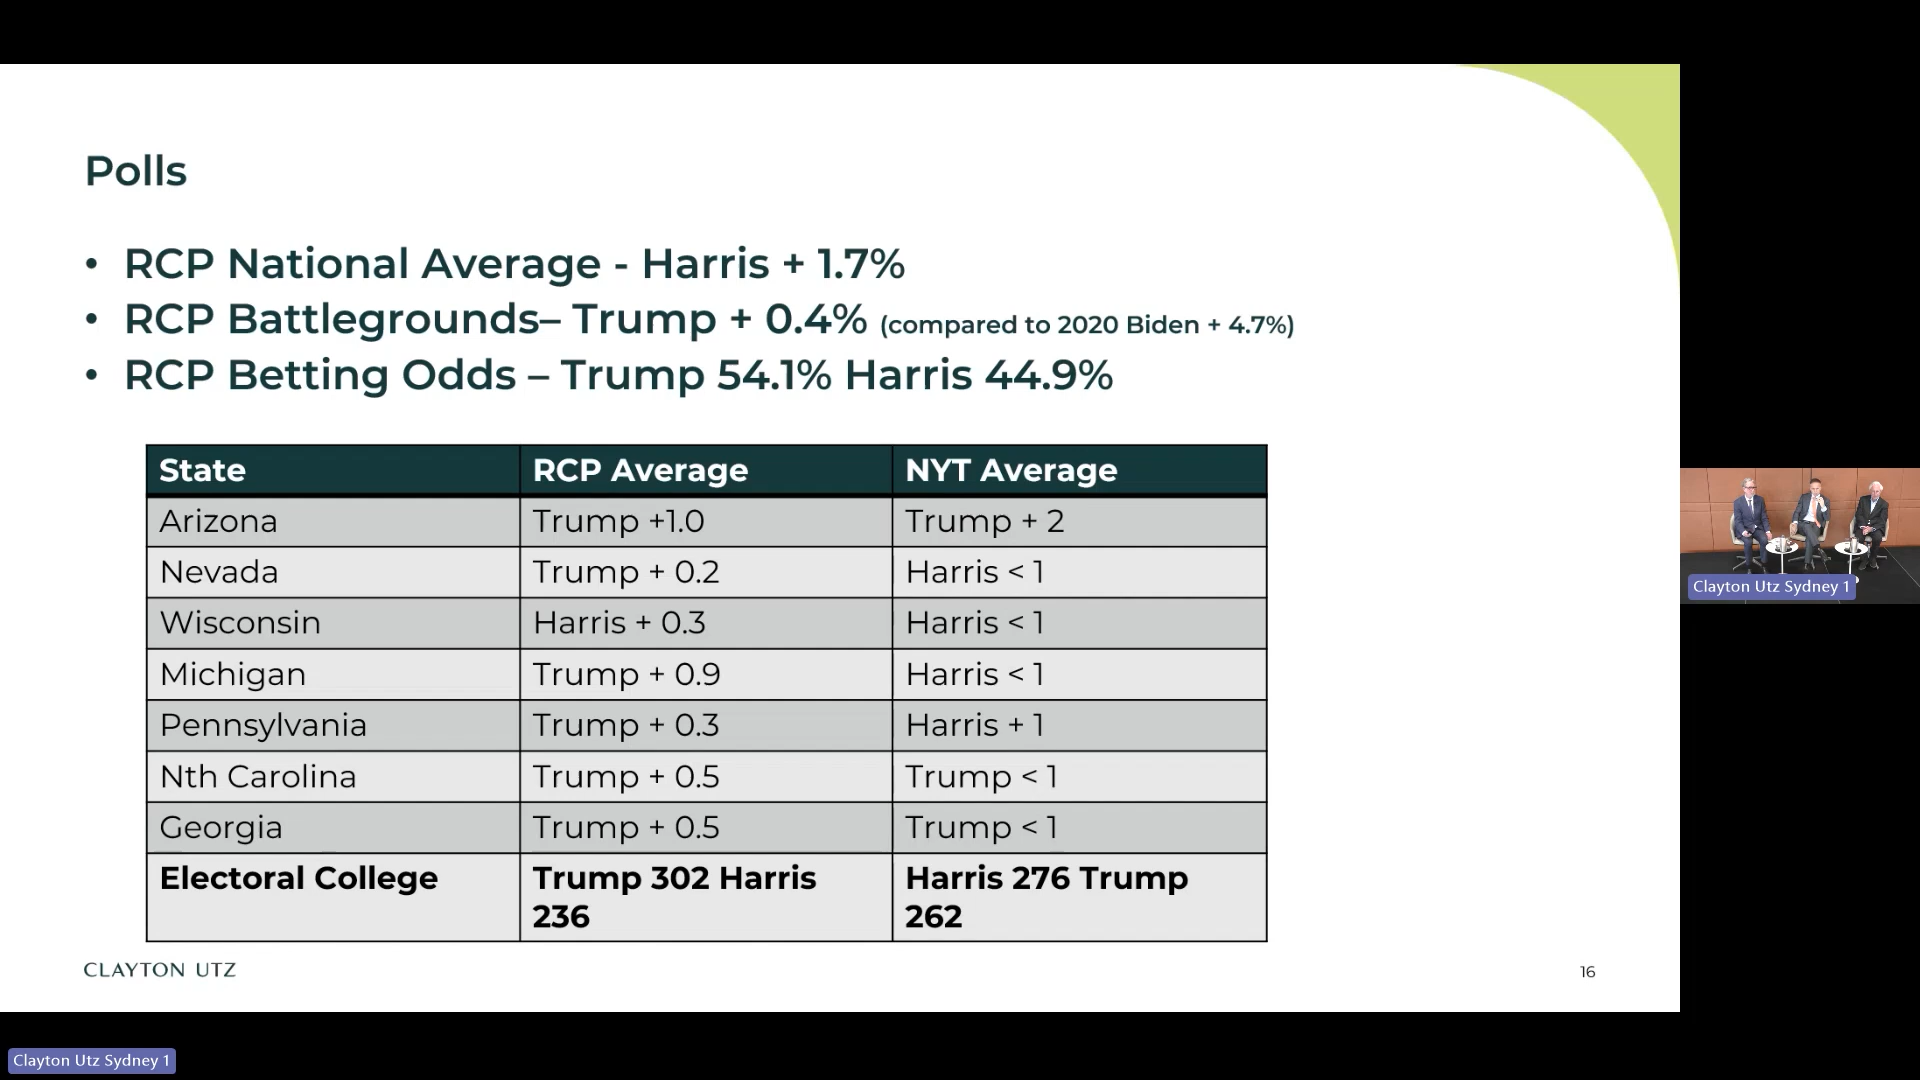 Polls
• RCP National Average - Harris + 1.7%
• RCP Battlegrounds– Trump + 0.4% (compared to 2020 Biden + 4.7%)
• RCP Betting Odds – Trump 54.1% Harris 44.9%
State RCP Average NYT Average
Arizona Trump +1.0 Trump + 2
Nevada Trump + 0.2 Harris < 1
Wisconsin Harris + 0.3 Harris < 1
Michigan Trump + 0.9 Harris < 1
Pennsylvania Trump + 0.3 Harris + 1
Nth Carolina Trump + 0.5 Trump < 1
Georgia Trump + 0.5 Trump < 1
Electoral College Trump 302 Harris 236 Harris 276 Trump 262
CLAYTON UTZ
16
Clayton Utz Sydney 1
Clayton Utz Sydney 1